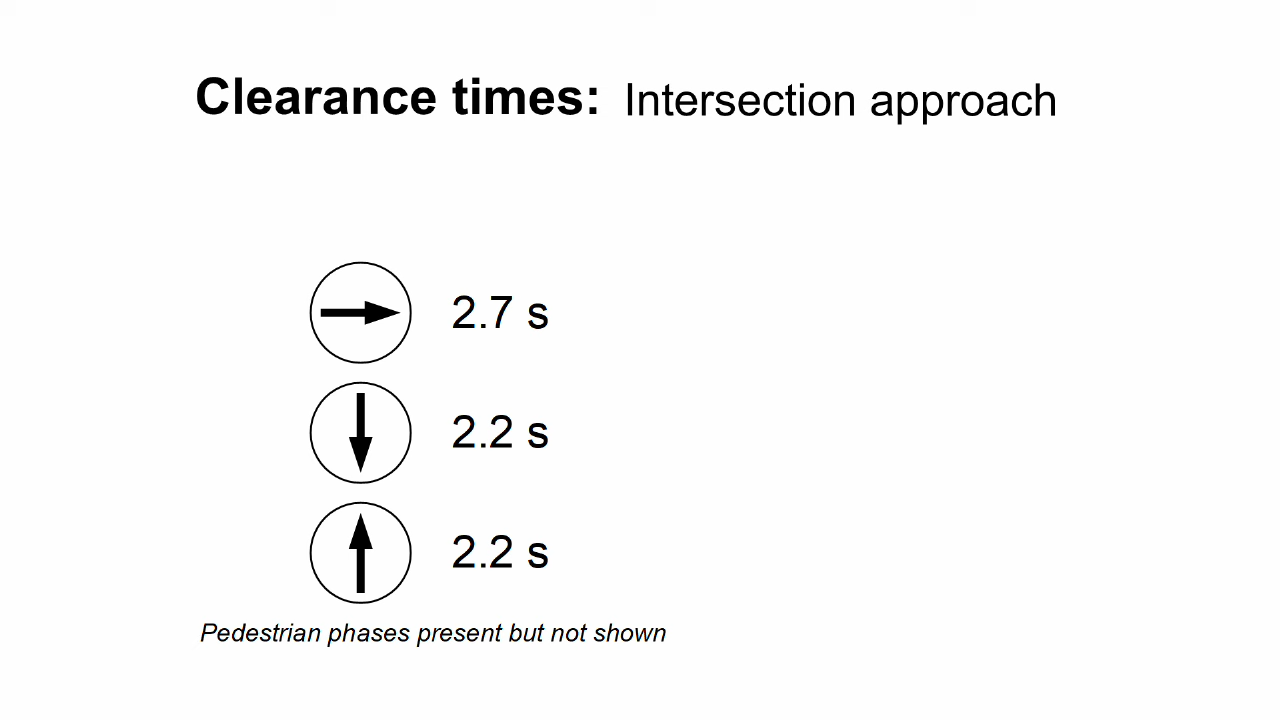 Clearance times: Intersection approach
2.7 s
2.2 s
2.2 s
Pedestrian phases present but not shown